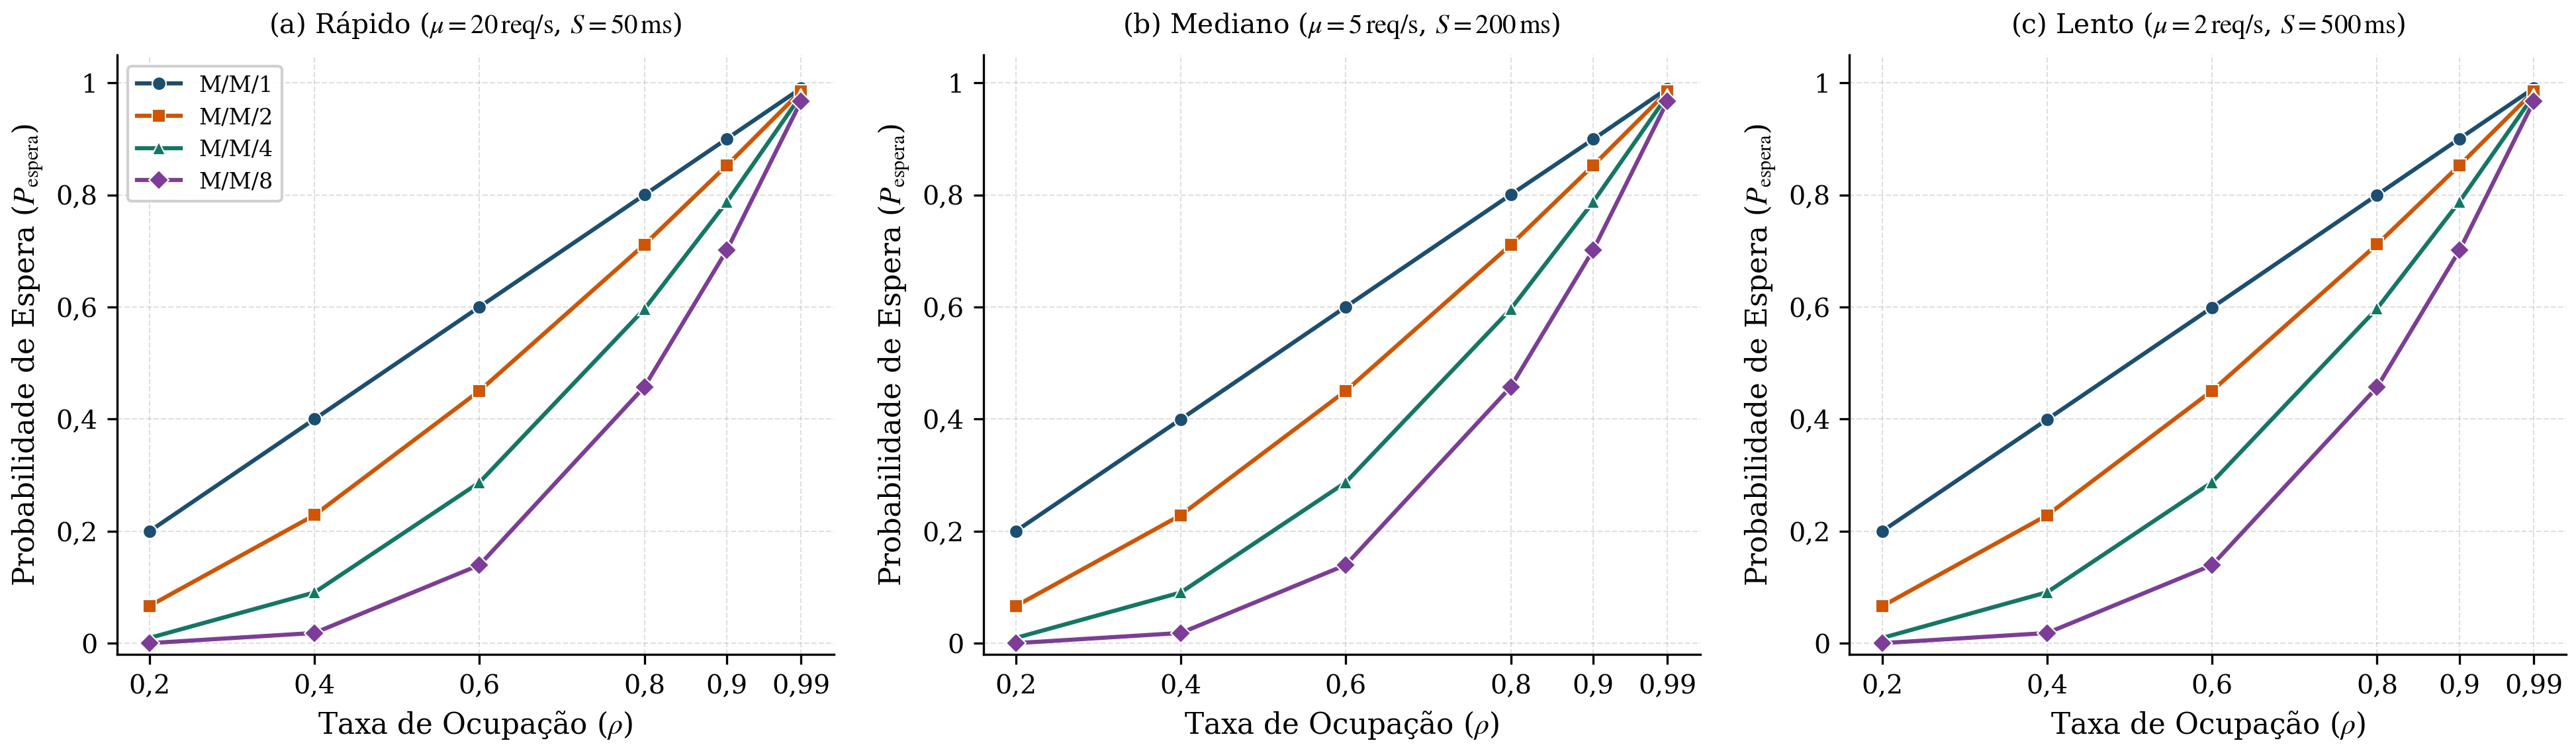 (a) Rápido (μ = 20 req/s, S = 50 ms)
Probabilidade de Espera (P_espera)
1
0,8
0,6
0,4
0,2
0
M/M/1
M/M/2
M/M/4
M/M/8
0,2 0,4 0,6 0,8 0,9 0,99
Taxa de Ocupação (ρ)
(b) Mediano (μ = 5 req/s, S = 200 ms)
Probabilidade de Espera (P_espera)
1
0,8
0,6
0,4
0,2
0
0,2 0,4 0,6 0,8 0,9 0,99
Taxa de Ocupação (ρ)
(c) Lento (μ = 2 req/s, S = 500 ms)
Probabilidade de Espera (P_espera)
1
0,8
0,6
0,4
0,2
0
0,2 0,4 0,6 0,8 0,9 0,99
Taxa de Ocupação (ρ)